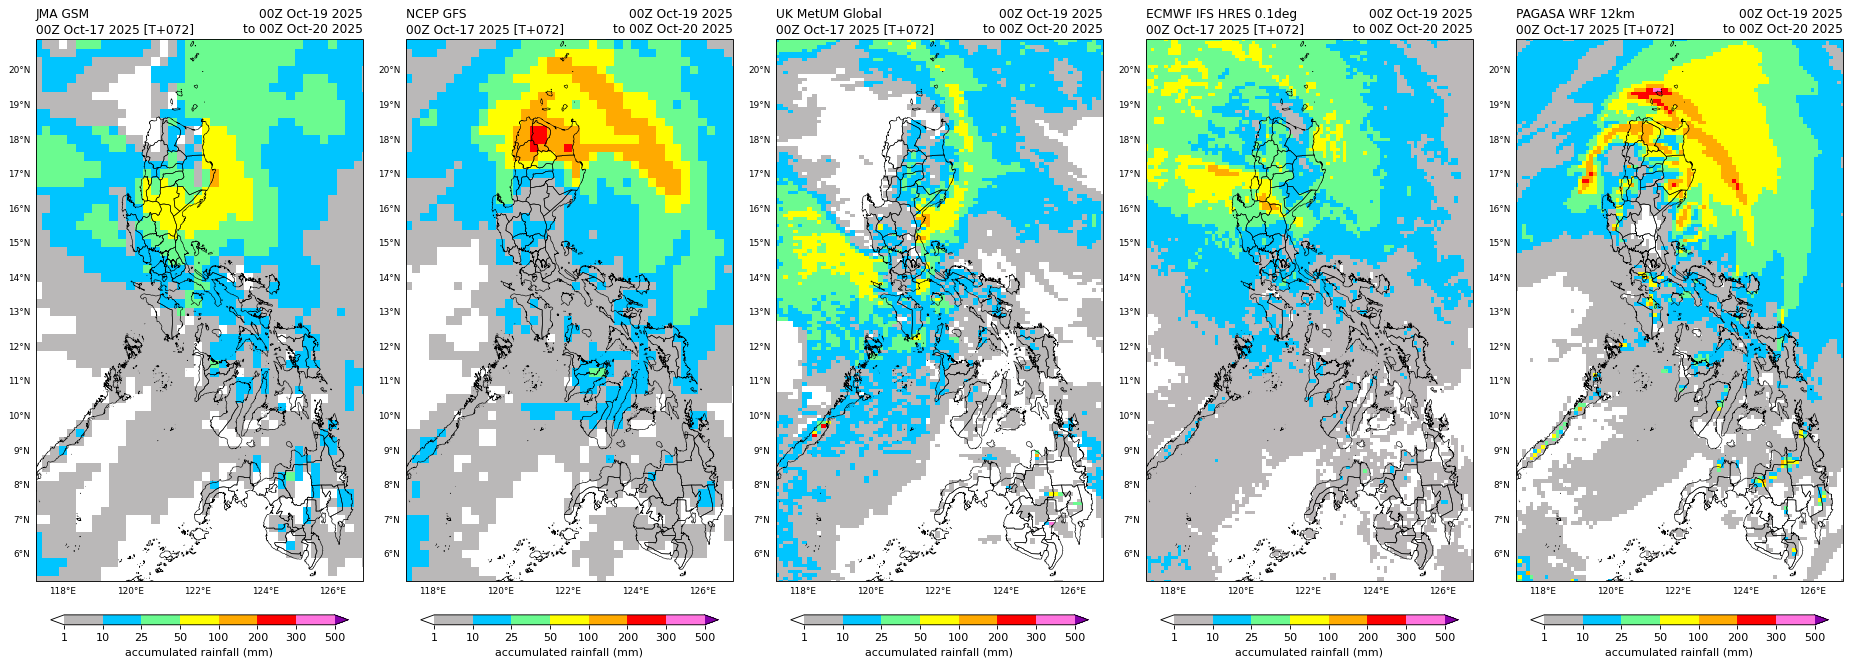 JMA GSM 00Z Oct-19 2025
00Z Oct-17 2025 [T+072] to 00Z Oct-20 2025
20°N
19°N
18°N
17°N
16°N
15°N
14°N
13°N
12°N
11°N
10°N
9°N
8°N
7°N
6°N
118°E 120°E 122°E 124°E 126°E
1 10 25 50 100 200 300 500
accumulated rainfall (mm)
NCEP GFS 00Z Oct-19 2025
00Z Oct-17 2025 [T+072] to 00Z Oct-20 2025
20°N
19°N
18°N
17°N
16°N
15°N
14°N
13°N
12°N
11°N
10°N
9°N
8°N
7°N
6°N
118°E 120°E 122°E 124°E 126°E
1 10 25 50 100 200 300 500
accumulated rainfall (mm)
UK MetUM Global 00Z Oct-19 2025
00Z Oct-17 2025 [T+072] to 00Z Oct-20 2025
20°N
19°N
18°N
17°N
16°N
15°N
14°N
13°N
12°N
11°N
10°N
9°N
8°N
7°N
6°N
118°E 120°E 122°E 124°E 126°E
1 10 25 50 100 200 300 500
accumulated rainfall (mm)
ECMWF IFS HRES 0.1deg 00Z Oct-19 2025
00Z Oct-17 2025 [T+072] to 00Z Oct-20 2025
20°N
19°N
18°N
17°N
16°N
15°N
14°N
13°N
12°N
11°N
10°N
9°N
8°N
7°N
6°N
118°E 120°E 122°E 124°E 126°E
1 10 25 50 100 200 300 500
accumulated rainfall (mm)
PAGASA WRF 12km 00Z Oct-19 2025
00Z Oct-17 2025 [T+072] to 00Z Oct-20 2025
20°N
19°N
18°N
17°N
16°N
15°N
14°N
13°N
12°N
11°N
10°N
9°N
8°N
7°N
6°N
118°E 120°E 122°E 124°E 126°E
1 10 25 50 100 200 300 500
accumulated rainfall (mm)